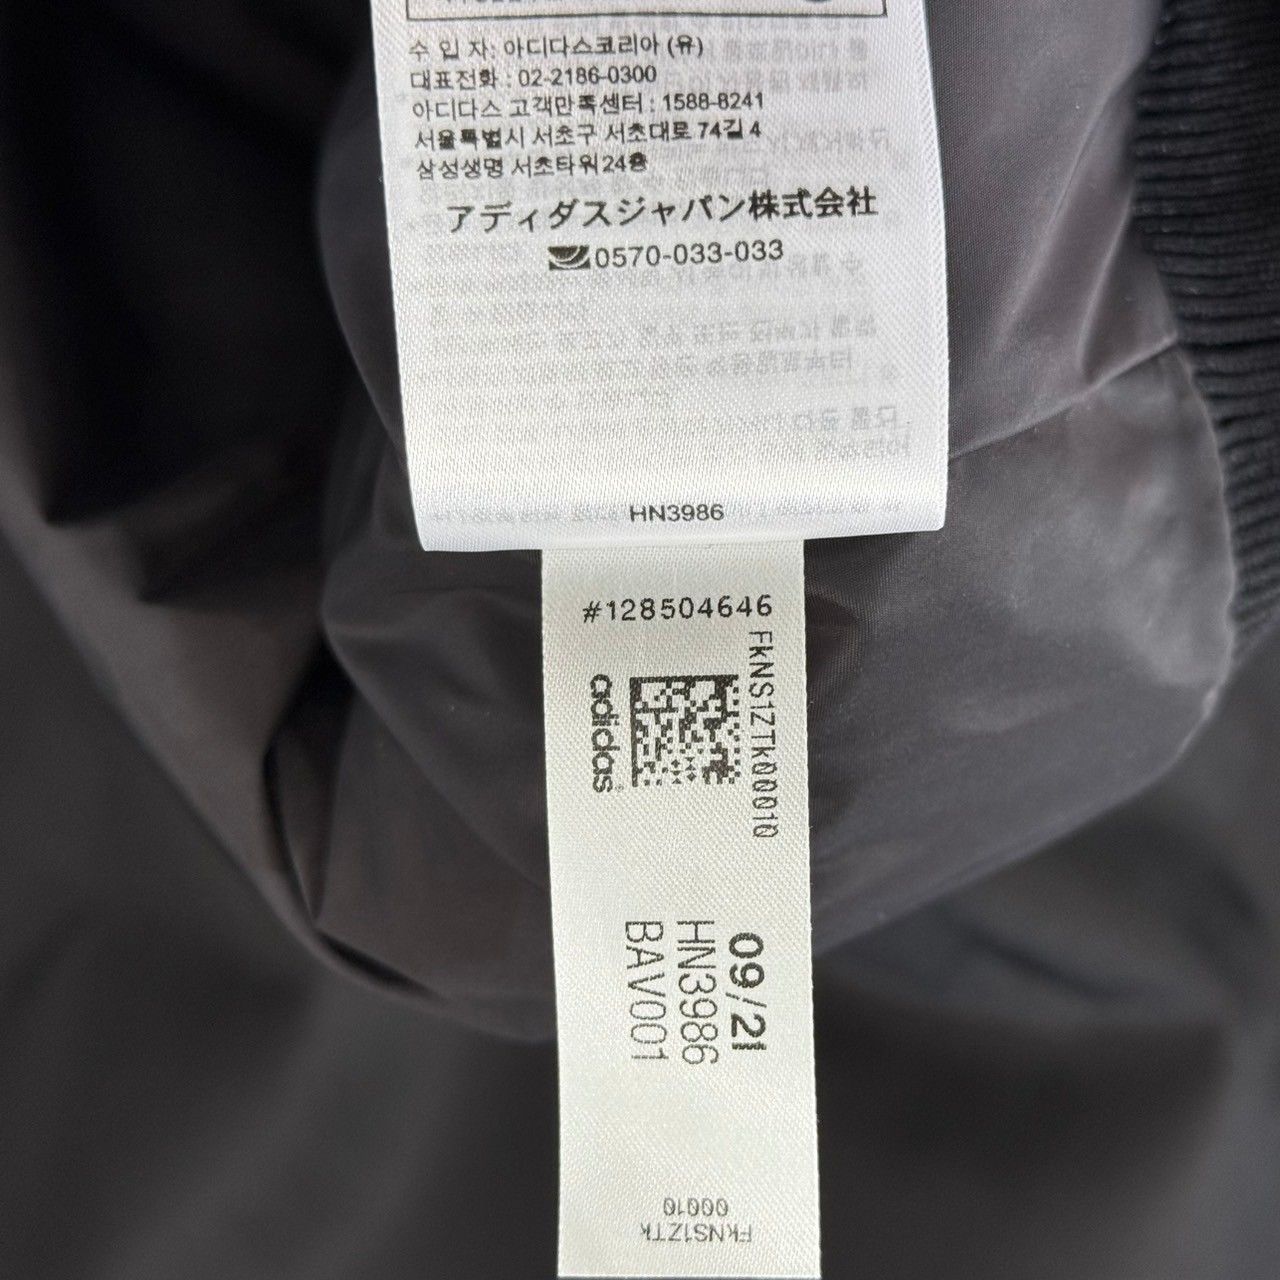 수 입 자: 아디다스코리아 (유)
대표전화 : 02-2186-0300
아디다스 고객만족센터 : 1588-8241
서울특별시 서초구 서초대로 74길 4
삼성생명 서초타워 24층
アディダスジャパン株式会社
0570-033-033
HN3986
#128504646
FkNS1ZTk00010
adidas
09/21
HN3986
BAV001
FkNS1ZTk
00010